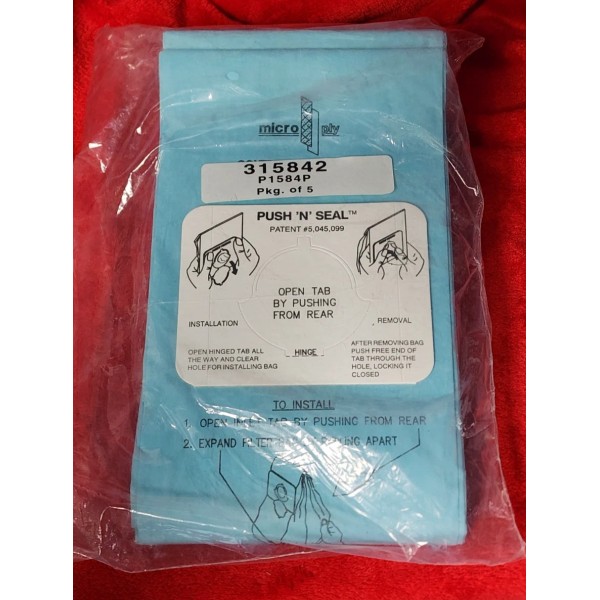 micro ply
315842
P1584P
Pkg. of 5
PUSH 'N' SEAL™
PATENT #5,045,099
OPEN TAB
BY PUSHING
FROM REAR
INSTALLATION
REMOVAL
OPEN HINGED TAB ALL
THE WAY AND CLEAR
HOLE FOR INSTALLING BAG
HINGE
AFTER REMOVING BAG
PUSH FREE END OF
TAB THROUGH THE
HOLE, LOCKING IT
CLOSED
TO INSTALL
1. OPEN INLET TAB BY PUSHING FROM REAR
2. EXPAND FILTER APART